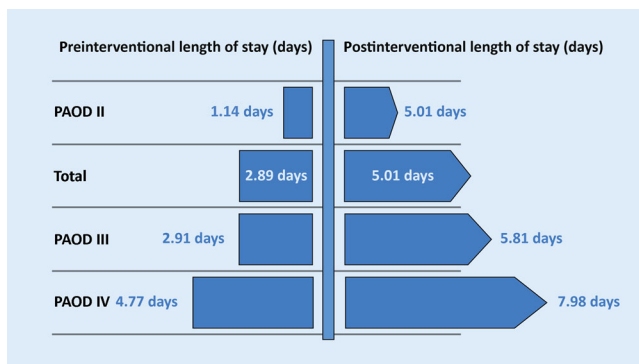 Preinterventional length of stay (days) Postinterventional length of stay (days)
PAOD II 1.14 days 5.01 days
Total 2.89 days 5.01 days
PAOD III 2.91 days 5.81 days
PAOD IV 4.77 days 7.98 days